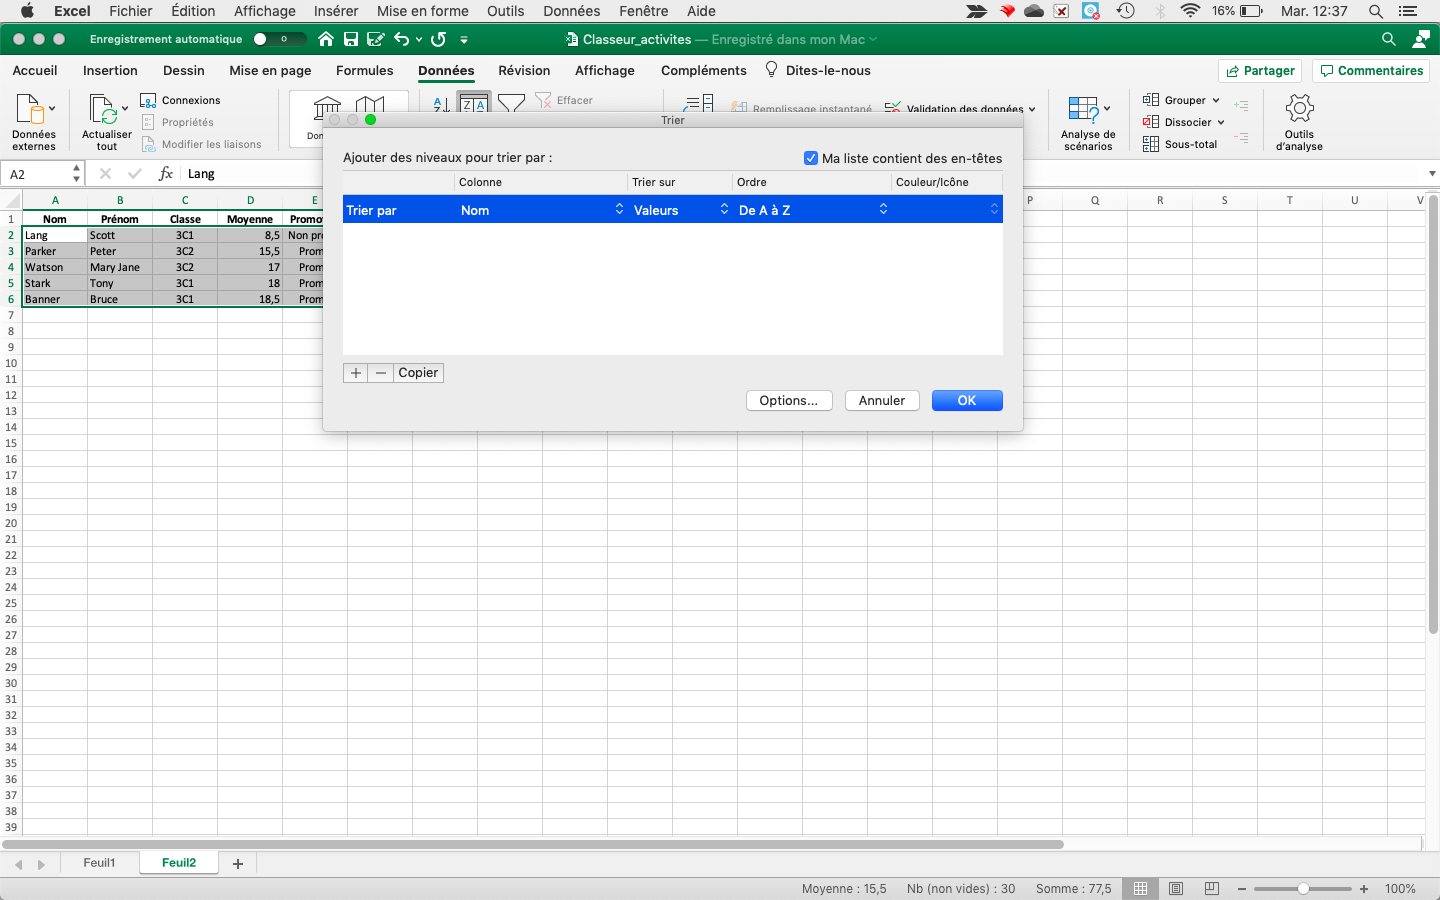 Excel Fichier Édition Affichage Insérer Mise en forme Outils Données Fenêtre Aide 16% Mar. 12:37
Enregistrement automatique Classeur_activites — Enregistré dans mon Mac
Accueil Insertion Dessin Mise en page Formules Données Révision Affichage Compléments Dites-le-nous Partager Commentaires
Données externes
Actualiser tout
Connexions
Propriétés
Modifier les liaisons
Effacer
Remplissage instantané
Validation des données
Analyse de scénarios
Grouper
Dissocier
Sous-total
Outils d'analyse
A2 fx Lang
Trier
Ajouter des niveaux pour trier par :
Ma liste contient des en-têtes
Colonne Trier sur Ordre Couleur/Icône
Trier par Nom Valeurs De A à Z
+ − Copier
Options... Annuler OK
A B C D E P Q R S T U V
1 Nom Prénom Classe Moyenne
2 Lang Scott 3C1 8,5
3 Parker Peter 3C2 15,5
4 Watson Mary Jane 3C2 17
5 Stark Tony 3C1 18
6 Banner Bruce 3C1 18,5
7
8
9
10
11
12
13
14
15
16
17
18
19
20
21
22
23
24
25
26
27
28
29
30
31
32
33
34
35
36
37
38
39
Feuil1 Feuil2 +
Moyenne : 15,5 Nb (non vides) : 30 Somme : 77,5 − + 100%